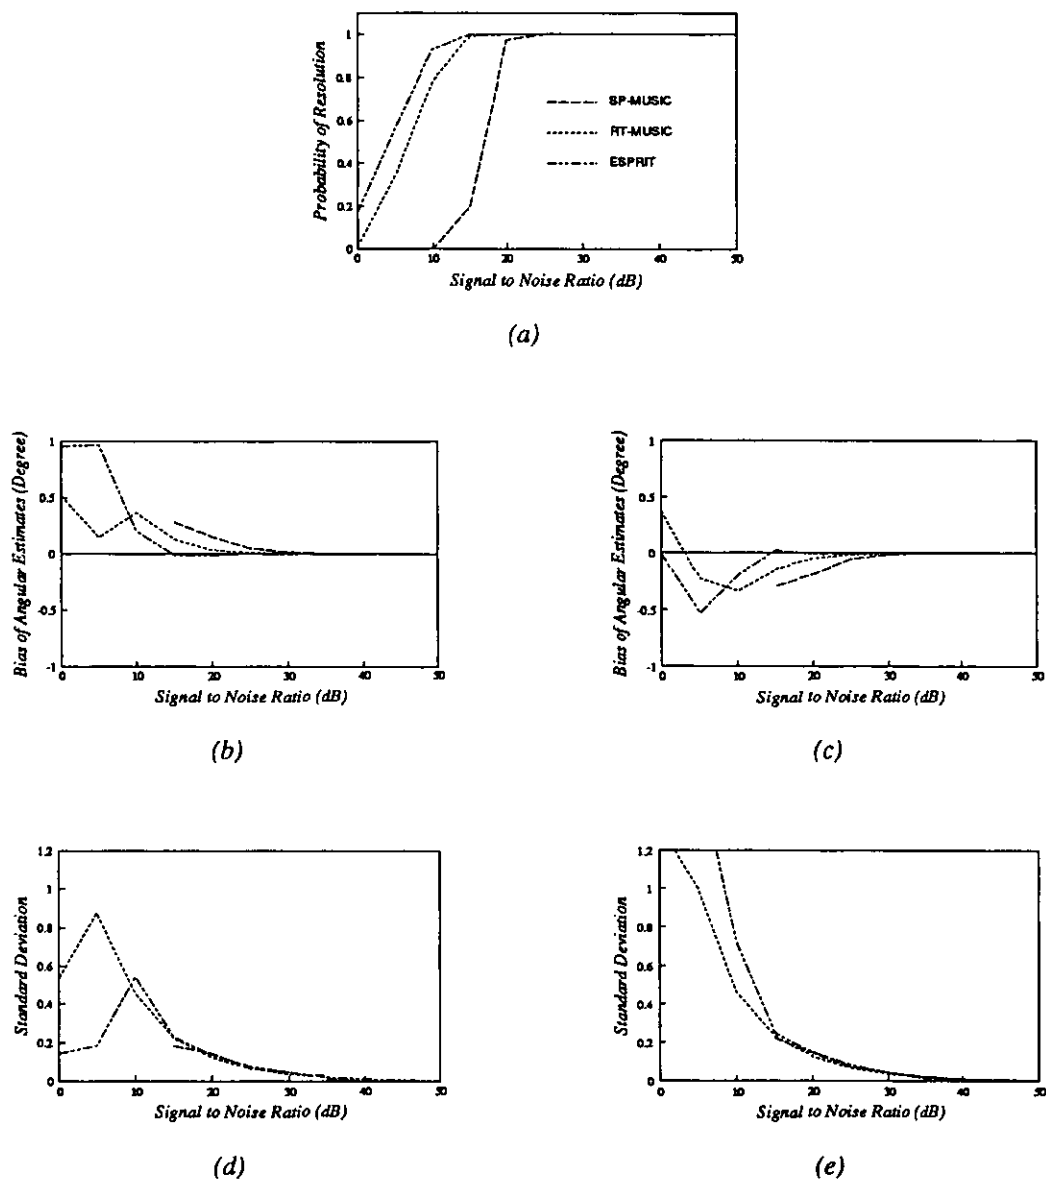 Probability of Resolution
1
0.8
0.6
0.4
0.2
0
SP-MUSIC
RT-MUSIC
ESPRIT
0 10 20 30 40 50
Signal to Noise Ratio (dB)
(a)
Bias of Angular Estimates (Degree)
1
0.5
0
-0.5
-1
0 10 20 30 40 50
Signal to Noise Ratio (dB)
(b)
Bias of Angular Estimates (Degree)
1
0.5
0
-0.5
-1
0 10 20 30 40 50
Signal to Noise Ratio (dB)
(c)
Standard Deviation
1.2
1
0.8
0.6
0.4
0.2
0
0 10 20 30 40 50
Signal to Noise Ratio (dB)
(d)
Standard Deviation
1.2
1
0.8
0.6
0.4
0.2
0
0 10 20 30 40 50
Signal to Noise Ratio (dB)
(e)